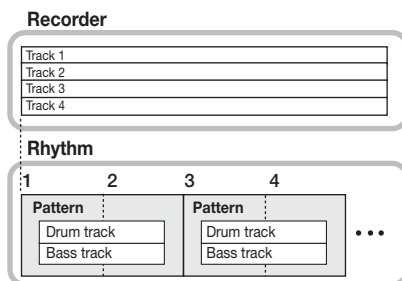 Recorder
Track 1
Track 2
Track 3
Track 4
Rhythm
1 2 3 4
Pattern Pattern
Drum track Drum track
Bass track Bass track